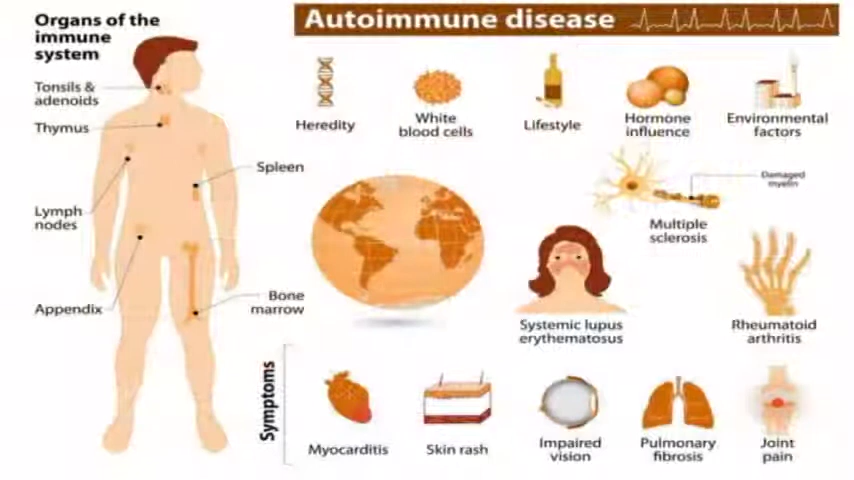 Organs of the
immune
system
Tonsils &
adenoids
Thymus
Spleen
Lymph
nodes
Appendix
Bone
marrow
Autoimmune disease
Heredity
White
blood cells
Lifestyle
Hormone
influence
Environmental
factors
Damaged
myelin
Multiple
sclerosis
Systemic lupus
erythematosus
Rheumatoid
arthritis
Symptoms
Myocarditis
Skin rash
Impaired
vision
Pulmonary
fibrosis
Joint
pain